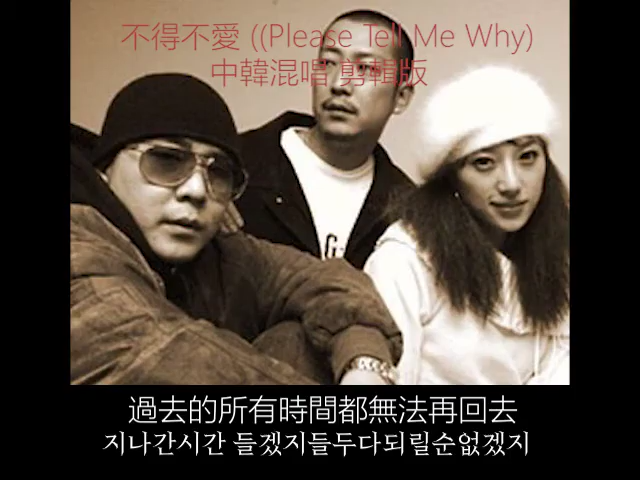 不得不愛 ((Please Tell Me Why)
中韓混唱 剪輯版
過去的所有時間都無法再回去
지나간시간 들겠지들두다되릴순없겠지